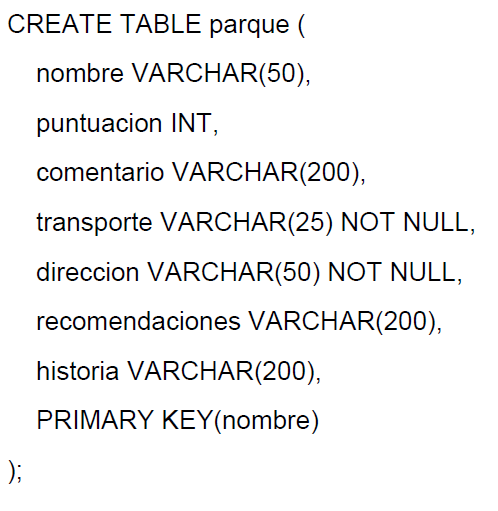 CREATE TABLE parque (
nombre VARCHAR(50),
puntuacion INT,
comentario VARCHAR(200),
transporte VARCHAR(25) NOT NULL,
direccion VARCHAR(50) NOT NULL,
recomendaciones VARCHAR(200),
historia VARCHAR(200),
PRIMARY KEY(nombre)
);